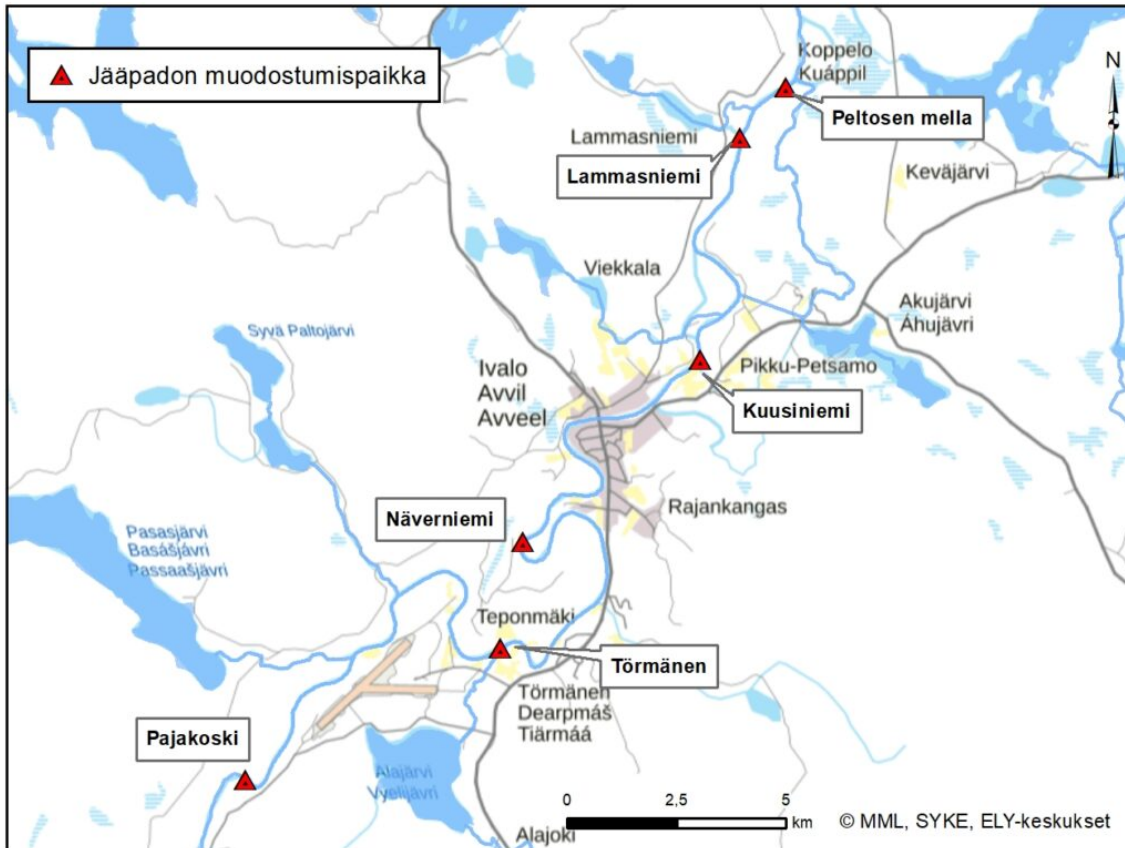 Jääpadon muodostumispaikka
Koppelo
Kuáppil
N
Peltosen mella
Lammasniemi
Lammasniemi
Keväjärvi
Viekkala
Akujärvi
Áhujävri
Syvä Paltojärvi
Ivalo
Avvil
Avveel
Pikku-Petsamo
Kuusiniemi
Näverniemi
Rajankangas
Pasasjärvi
Basášjávri
Passaašjävri
Teponmäki
Törmänen
Törmänen
Dearpmáš
Tiärmáá
Pajakoski
Alajärvi
Vyelijävri
Alajoki
0 2,5 5
km
© MML, SYKE, ELY-keskukset